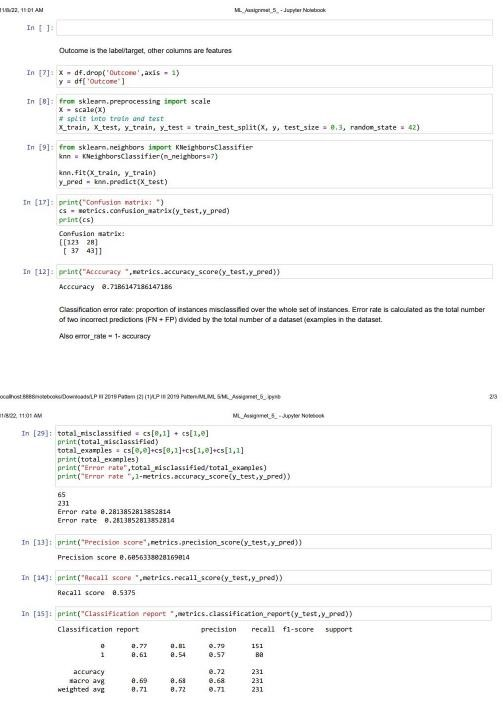 11/8/22, 11:01 AM ML_Assignmet_5_ - Jupyter Notebook
In [ ]:
Outcome is the label/target, other columns are features
In [7]: X = df.drop('Outcome',axis = 1)
y = df['Outcome']
In [8]: from sklearn.preprocessing import scale
X = scale(X)
# split into train and test
X_train, X_test, y_train, y_test = train_test_split(X, y, test_size = 0.3, random_state = 42)
In [9]: from sklearn.neighbors import KNeighborsClassifier
knn = KNeighborsClassifier(n_neighbors=7)
knn.fit(X_train, y_train)
y_pred = knn.predict(X_test)
In [17]: print("Confusion matrix: ")
cs = metrics.confusion_matrix(y_test,y_pred)
print(cs)
Confusion matrix:
[[123 28]
[ 37 43]]
In [12]: print("Acccuracy ",metrics.accuracy_score(y_test,y_pred))
Acccuracy 0.7186147186147186
Classification error rate: proportion of instances misclassified over the whole set of instances. Error rate is calculated as the total number
of two incorrect predictions (FN + FP) divided by the total number of a dataset (examples in the dataset.
Also error_rate = 1- accuracy
ocalhost:8888/notebooks/Downloads/LP III 2019 Pattern (2) (1)/LP III 2019 Pattern/ML/ML 5/ML_Assignmet_5_.ipynb 2/3
11/8/22, 11:01 AM ML_Assignmet_5_ - Jupyter Notebook
In [29]: total_misclassified = cs[0,1] + cs[1,0]
print(total_misclassified)
total_examples = cs[0,0]+cs[0,1]+cs[1,0]+cs[1,1]
print(total_examples)
print("Error rate",total_misclassified/total_examples)
print("Error rate ",1-metrics.accuracy_score(y_test,y_pred))
65
231
Error rate 0.2813852813852814
Error rate 0.2813852813852814
In [13]: print("Precision score",metrics.precision_score(y_test,y_pred))
Precision score 0.6056338028169014
In [14]: print("Recall score ",metrics.recall_score(y_test,y_pred))
Recall score 0.5375
In [15]: print("Classification report ",metrics.classification_report(y_test,y_pred))
Classification report precision recall f1-score support
0 0.77 0.81 0.79 151
1 0.61 0.54 0.57 80
accuracy 0.72 231
macro avg 0.69 0.68 0.68 231
weighted avg 0.71 0.72 0.71 231